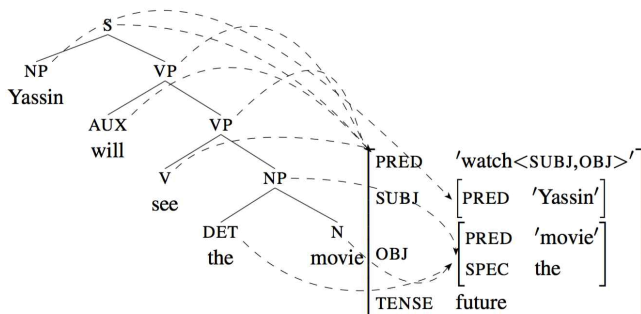 S
NP VP
Yassin
AUX VP
will
V NP
see
DET N
the movie
PRED 'watch<SUBJ,OBJ>'
SUBJ [PRED 'Yassin']
OBJ [PRED 'movie'
SPEC the]
TENSE future